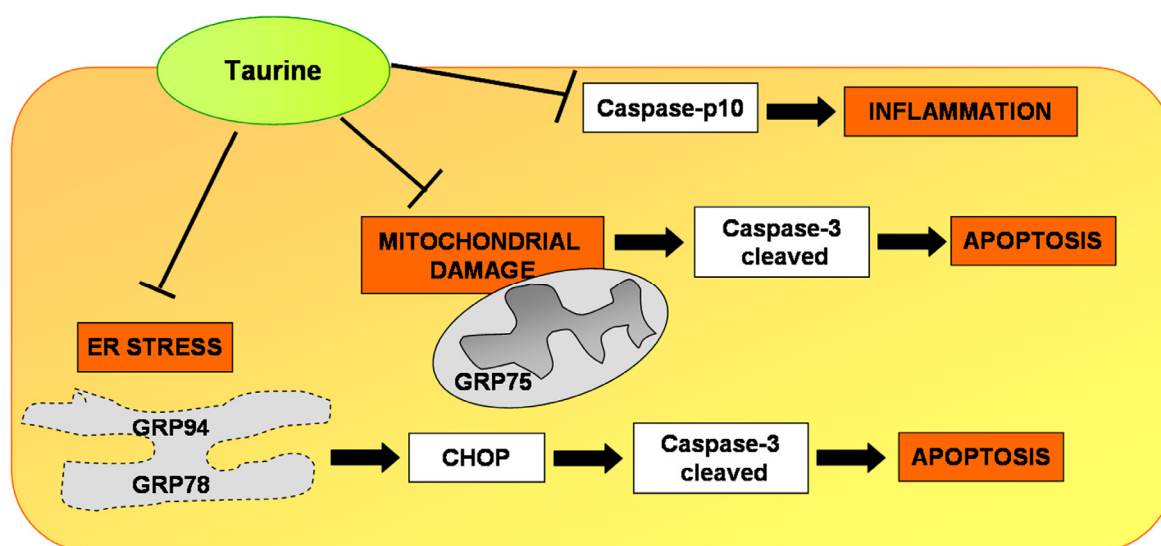 Taurine
Caspase-p10
INFLAMMATION
MITOCHONDRIAL
DAMAGE
Caspase-3
cleaved
APOPTOSIS
GRP75
ER STRESS
GRP94
GRP78
CHOP
Caspase-3
cleaved
APOPTOSIS